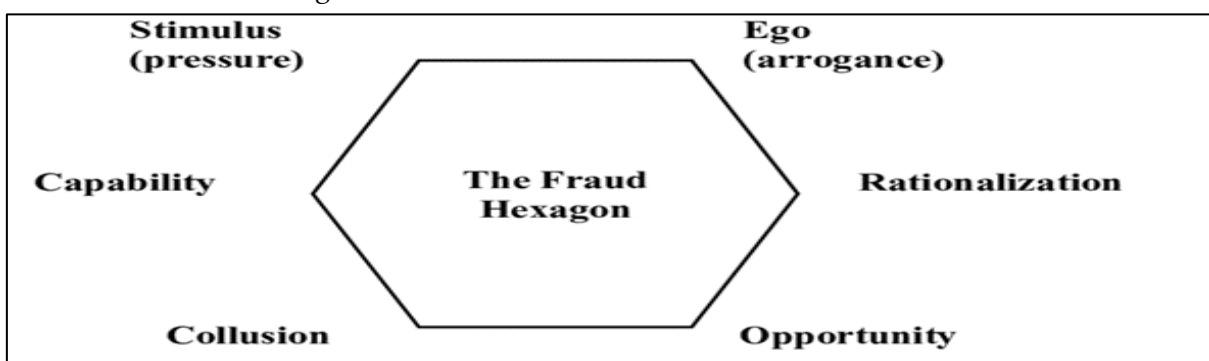 Stimulus
(pressure)
Ego
(arrogance)
Capability
The Fraud
Hexagon
Rationalization
Collusion
Opportunity